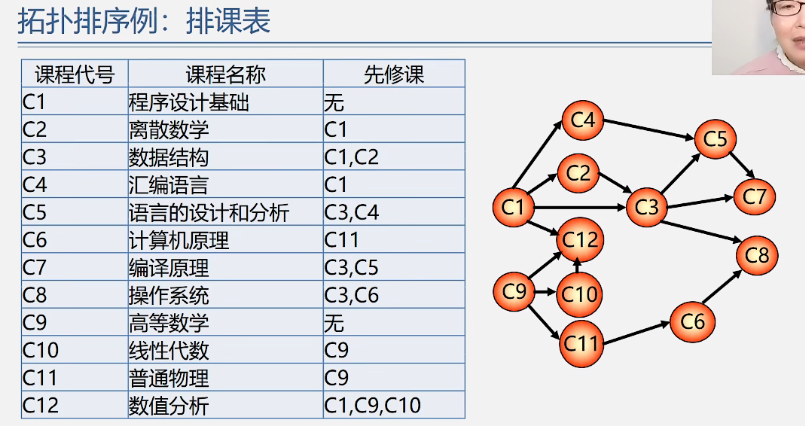 拓扑排序例：排课表
课程代号 课程名称 先修课
C1 程序设计基础 无
C2 离散数学 C1
C3 数据结构 C1,C2
C4 汇编语言 C1
C5 语言的设计和分析 C3,C4
C6 计算机原理 C11
C7 编译原理 C3,C5
C8 操作系统 C3,C6
C9 高等数学 无
C10 线性代数 C9
C11 普通物理 C9
C12 数值分析 C1,C9,C10
C4
C5
C2
C7
C1
C3
C12
C8
C9
C10
C6
C11